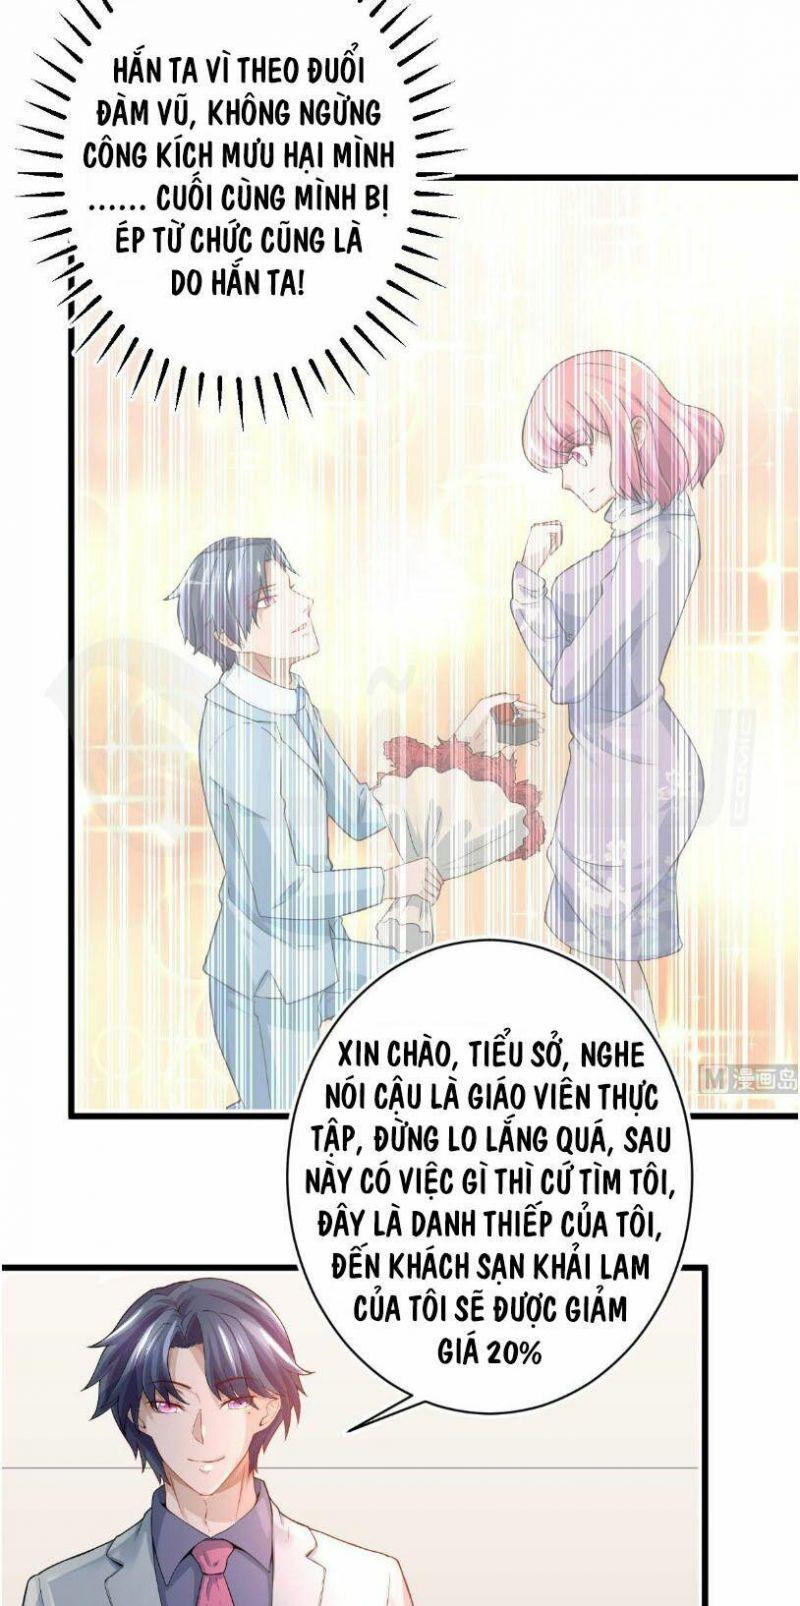 HẮN TA VÌ THEO ĐUỔI
ĐÀM VŨ, KHÔNG NGỪNG
CÔNG KÍCH MƯU HẠI MÌNH
...... CUỐI CÙNG MÌNH BỊ
ÉP TỪ CHỨC CŨNG LÀ
DO HẮN TA!
COMIC
M 漫画岛
XIN CHÀO, TIỂU SỞ, NGHE
NÓI CẬU LÀ GIÁO VIÊN THỰC
TẬP, ĐỪNG LO LẮNG QUÁ, SAU
NÀY CÓ VIỆC GÌ THÌ CỨ TÌM TÔI,
ĐÂY LÀ DANH THIẾP CỦA TÔI,
ĐẾN KHÁCH SẠN KHẢI LAM
CỦA TÔI SẼ ĐƯỢC GIẢM
GIÁ 20%